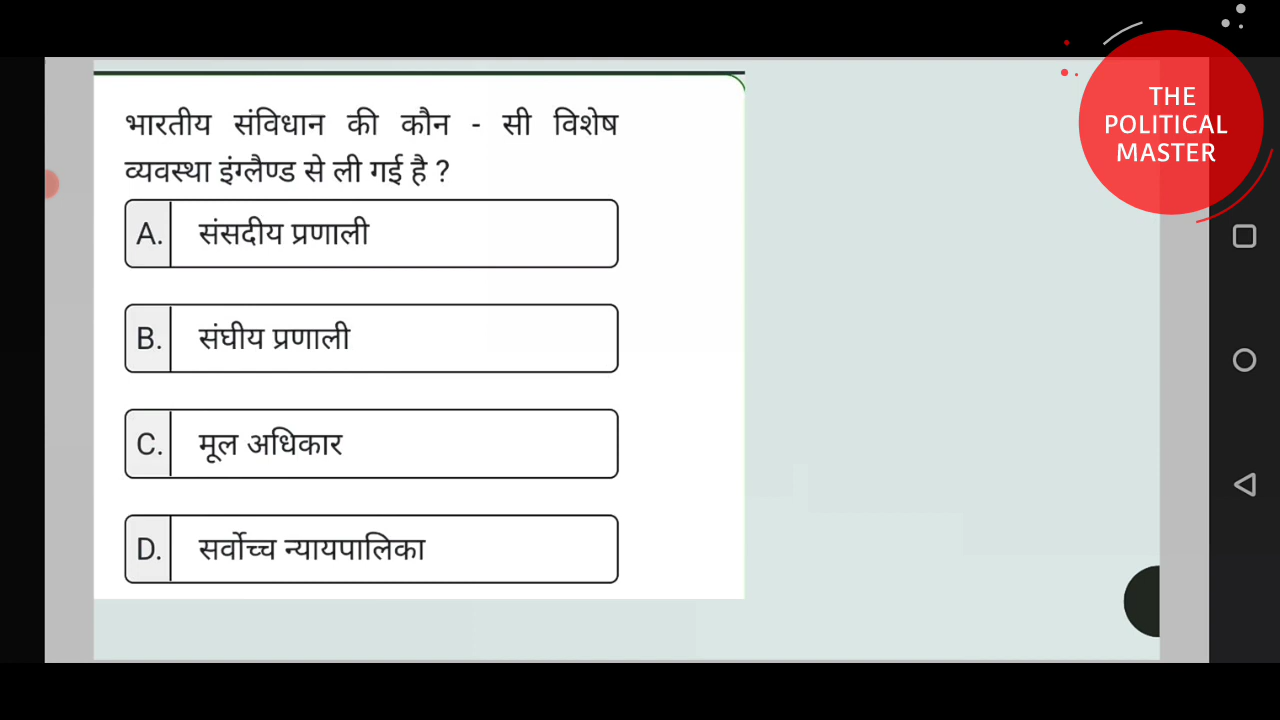 THE
POLITICAL
MASTER
भारतीय संविधान की कौन - सी विशेष
व्यवस्था इंग्लैण्ड से ली गई है ?
A. संसदीय प्रणाली
B. संघीय प्रणाली
C. मूल अधिकार
D. सर्वोच्च न्यायपालिका